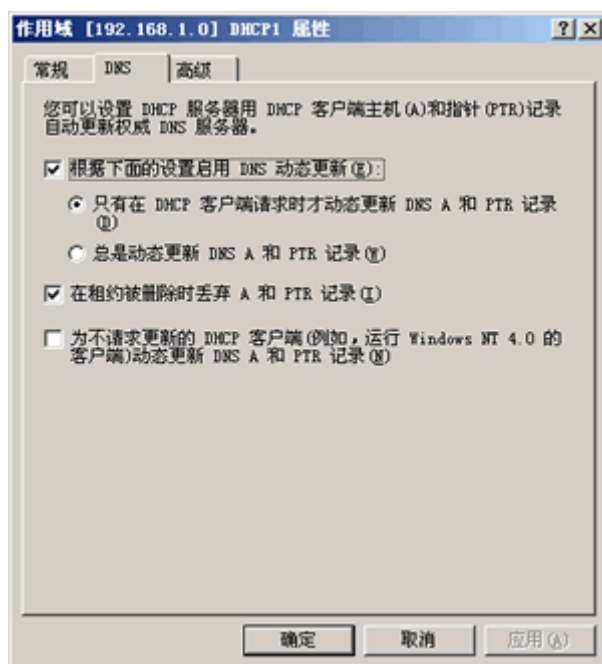 作用域 [192.168.1.0] DHCP1 属性
常规 DNS 高级
您可以设置 DHCP 服务器用 DHCP 客户端主机(A)和指针(PTR)记录
自动更新权威 DNS 服务器。
根据下面的设置启用 DNS 动态更新(E):
只有在 DHCP 客户端请求时才动态更新 DNS A 和 PTR 记录
(D)
总是动态更新 DNS A 和 PTR 记录(Y)
在租约被删除时丢弃 A 和 PTR 记录(I)
为不请求更新的 DHCP 客户端(例如，运行 Windows NT 4.0 的
客户端)动态更新 DNS A 和 PTR 记录(N)
确定 取消 应用(A)